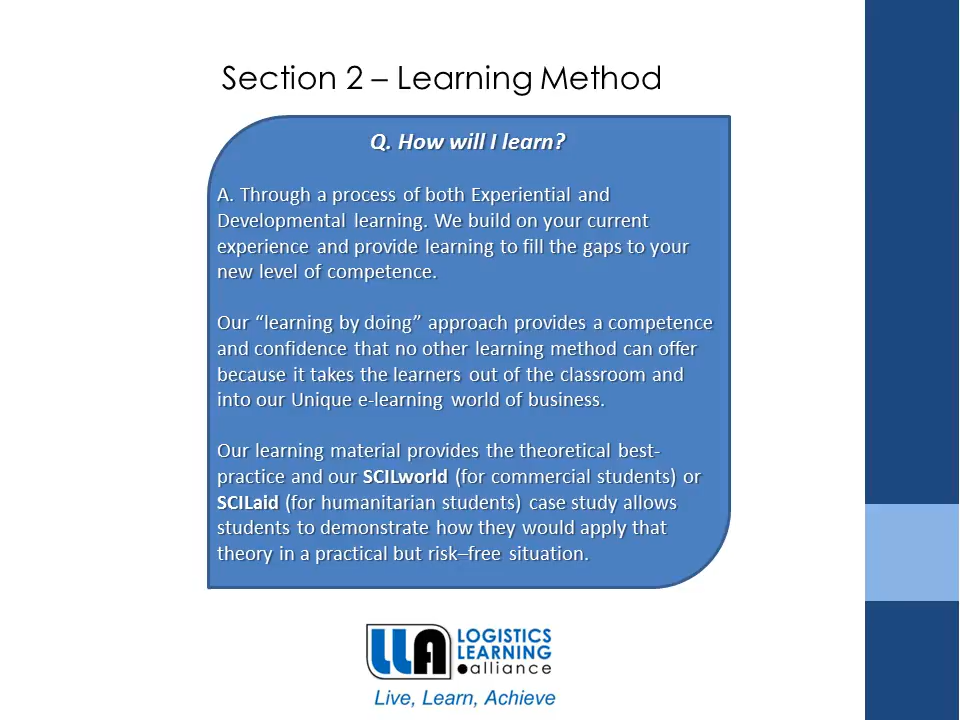 Section 2 – Learning Method
Q. How will I learn?
A. Through a process of both Experiential and
Developmental learning. We build on your current
experience and provide learning to fill the gaps to your
new level of competence.
Our “learning by doing” approach provides a competence
and confidence that no other learning method can offer
because it takes the learners out of the classroom and
into our Unique e-learning world of business.
Our learning material provides the theoretical best-
practice and our SCILworld (for commercial students) or
SCILaid (for humanitarian students) case study allows
students to demonstrate how they would apply that
theory in a practical but risk–free situation.
LLA
LOGISTICS
LEARNING
.alliance
Live, Learn, Achieve